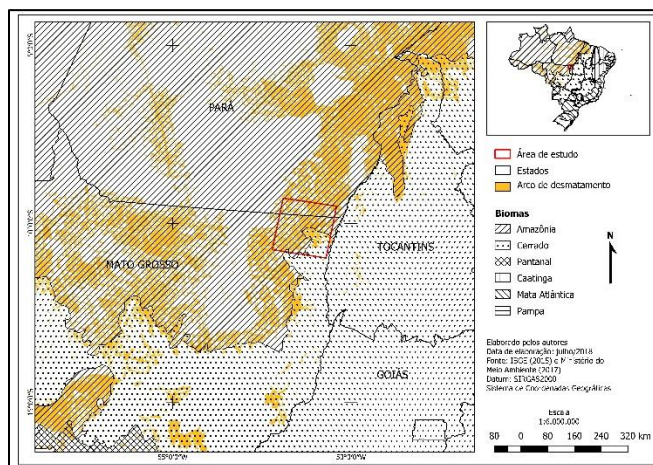 PARÁ
MATO GROSSO
TOCANTINS
GOIÁS
Área de estudo
Estados
Arco de desmatamento
Biomas
Amazônia
Cerrado
Pantanal
Caatinga
Mata Atlântica
Pampa
N
Elaborado pelos autores
Data de elaboração: julho/2018
Fonte: IBGE (2015) e Ministério do
Meio Ambiente (2017)
Datum: SIRGAS2000
Sistema de Coordenadas Geográficas
Escala
1:6.000.000
80 0 80 160 240 320 km